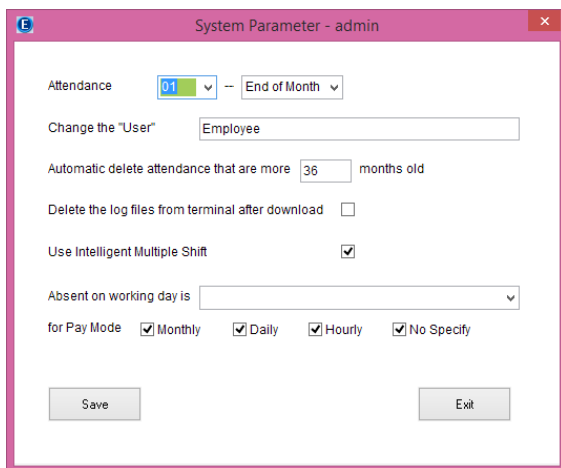 E System Parameter - admin ×
Attendance 01 -- End of Month
Change the "User" Employee
Automatic delete attendance that are more 36 months old
Delete the log files from terminal after download
Use Intelligent Multiple Shift
Absent on working day is
for Pay Mode Monthly Daily Hourly No Specify
Save Exit